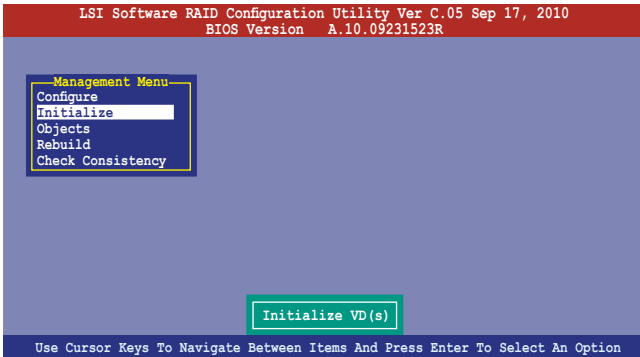 LSI Software RAID Configuration Utility Ver C.05 Sep 17, 2010
BIOS Version A.10.09231523R
Management Menu
Configure
Initialize
Objects
Rebuild
Check Consistency
Initialize VD(s)
Use Cursor Keys To Navigate Between Items And Press Enter To Select An Option